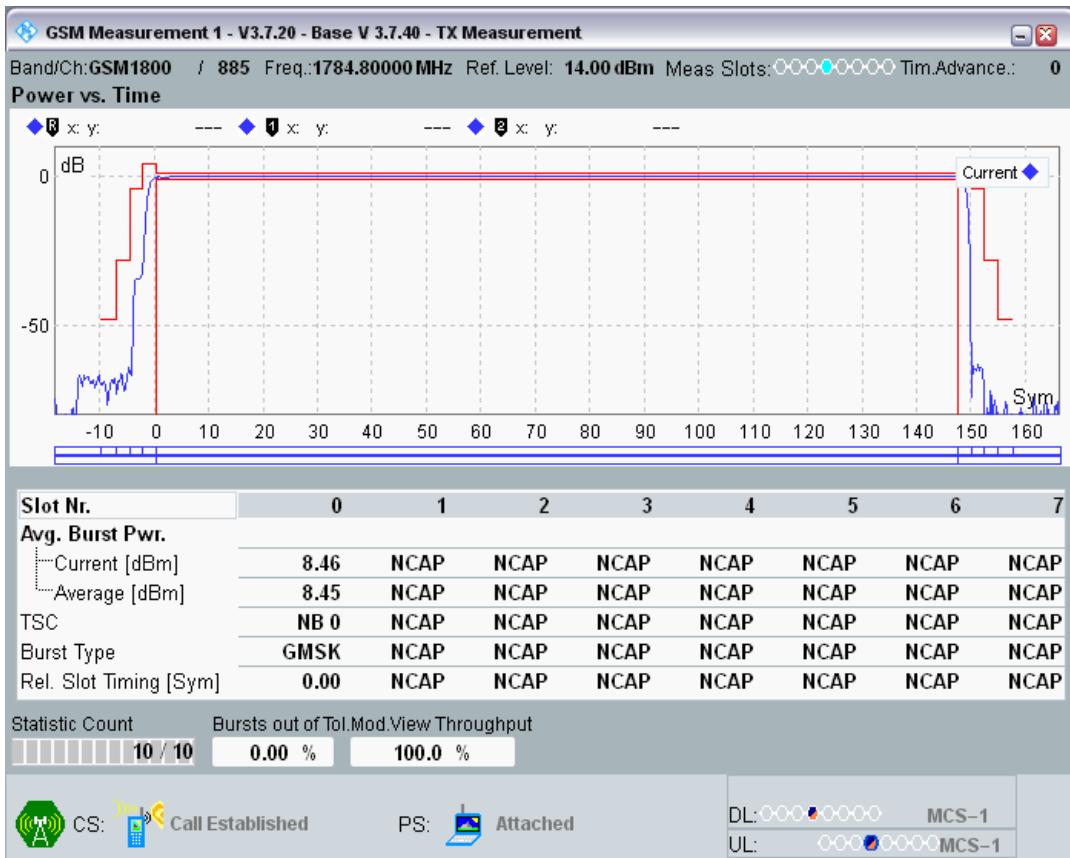 GSM Measurement 1 - V3.7.20 - Base V 3.7.40 - TX Measurement
Band/Ch:GSM1800 / 885 Freq.:1784.80000 MHz Ref. Level: 14.00 dBm Meas Slots: Tim.Advance.: 0
Power vs. Time
R x: y: --- 1 x: y: --- 2 x: y: ---
dB
Current
0
-50
Sym
-10 0 10 20 30 40 50 60 70 80 90 100 110 120 130 140 150 160
Slot Nr. 0 1 2 3 4 5 6 7
Avg. Burst Pwr.
Current [dBm] 8.46 NCAP NCAP NCAP NCAP NCAP NCAP NCAP
Average [dBm] 8.45 NCAP NCAP NCAP NCAP NCAP NCAP NCAP
TSC NB 0 NCAP NCAP NCAP NCAP NCAP NCAP NCAP
Burst Type GMSK NCAP NCAP NCAP NCAP NCAP NCAP NCAP
Rel. Slot Timing [Sym] 0.00 NCAP NCAP NCAP NCAP NCAP NCAP NCAP
Statistic Count Bursts out of Tol.Mod.View Throughput
10 / 10 0.00 % 100.0 %
CS: Call Established PS: Attached
DL: MCS-1
UL: MCS-1